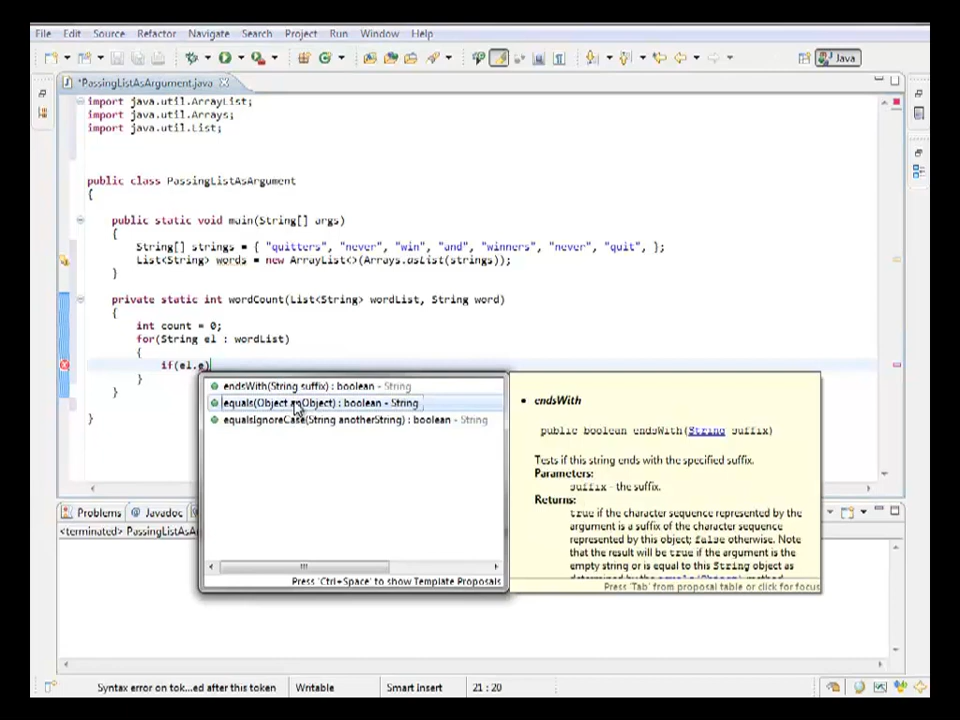 File Edit Source Refactor Navigate Search Project Run Window Help
Java
*PassingListAsArgument.java
import java.util.ArrayList;
import java.util.Arrays;
import java.util.List;
public class PassingListAsArgument
{
public static void main(String[] args)
{
String[] strings = { "quitters", "never", "win", "and", "winners", "never", "quit", };
List<String> words = new ArrayList<>(Arrays.asList(strings));
}
private static int wordCount(List<String> wordList, String word)
{
int count = 0;
for(String el : wordList)
{
if(el.e)
}
}
}
endsWith(String suffix) : boolean - String
equals(Object anObject) : boolean - String
equalsIgnoreCase(String anotherString) : boolean - String
Press 'Ctrl+Space' to show Template Proposals
endsWith
public boolean endsWith(String suffix)
Tests if this string ends with the specified suffix.
Parameters:
suffix - the suffix.
Returns:
true if the character sequence represented by the
argument is a suffix of the character sequence
represented by this object; false otherwise. Note
that the result will be true if the argument is the
empty string or is equal to this String object as
Press 'Tab' from proposal table or click for focus
Problems @ Javadoc
<terminated> PassingListAsA
Syntax error on tok...ed after this token Writable Smart Insert 21 : 20